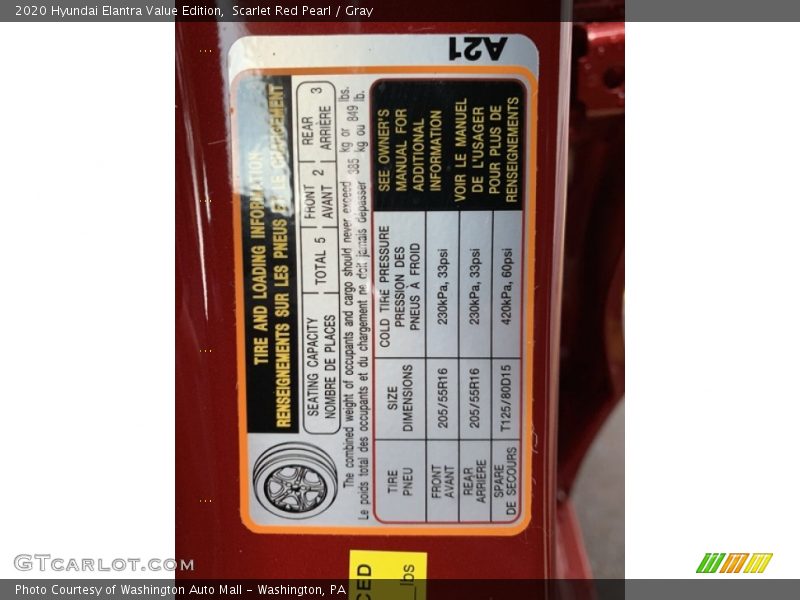 2020 Hyundai Elantra Value Edition, Scarlet Red Pearl / Gray
A21
TIRE AND LOADING INFORMATION
RENSEIGNEMENTS SUR LES PNEUS ET LE CHARGEMENT
SEATING CAPACITY
NOMBRE DE PLACES
TOTAL 5
FRONT
AVANT 2
REAR
ARRIÈRE 3
The combined weight of occupants and cargo should never exceed 385 kg or 849 lbs.
Le poids total des occupants et du chargement ne doit jamais dépasser 385 kg ou 849 lb.
TIRE
PNEU
SIZE
DIMENSIONS
COLD TIRE PRESSURE
PRESSION DES
PNEUS À FROID
FRONT
AVANT
205/55R16
230kPa, 33psi
REAR
ARRIÈRE
205/55R16
230kPa, 33psi
SPARE
DE SECOURS
T125/80D15
420kPa, 60psi
SEE OWNER'S
MANUAL FOR
ADDITIONAL
INFORMATION
VOIR LE MANUEL
DE L'USAGER
POUR PLUS DE
RENSEIGNEMENTS
CED
_lbs
GTCARLOT.COM
Photo Courtesy of Washington Auto Mall - Washington, PA